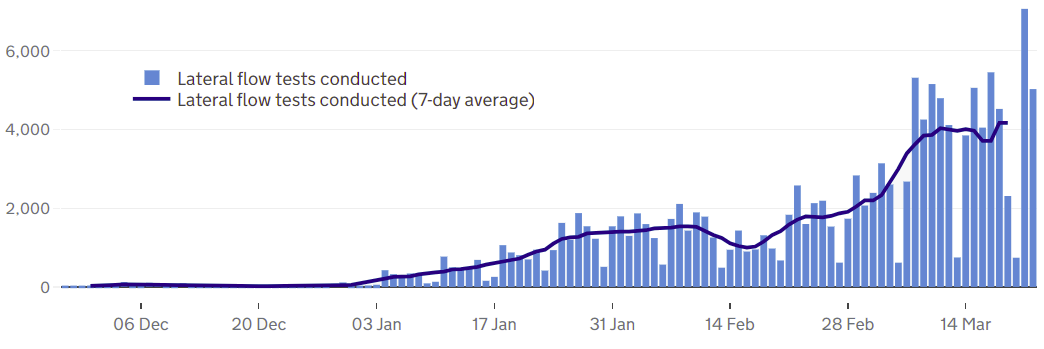 6,000
Lateral flow tests conducted
Lateral flow tests conducted (7-day average)
4,000
2,000
0
06 Dec 20 Dec 03 Jan 17 Jan 31 Jan 14 Feb 28 Feb 14 Mar